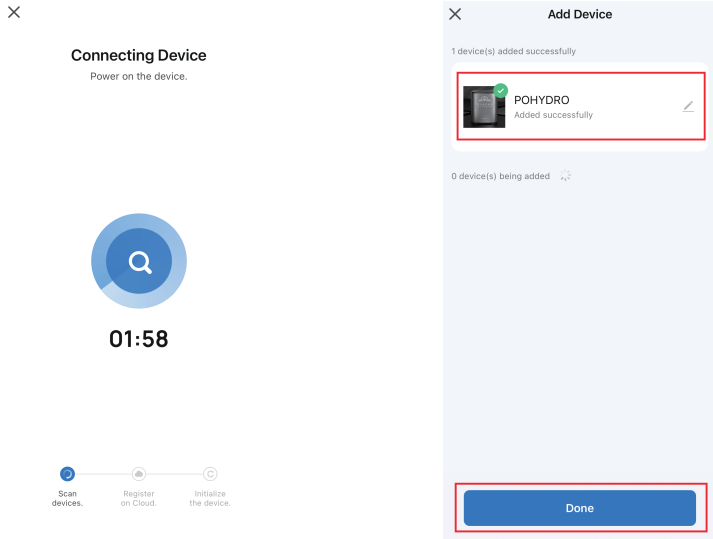 Connecting Device
Power on the device.
01:58
Scan
devices.
Register
on Cloud.
Initialize
the device.
Add Device
1 device(s) added successfully
POHYDRO
Added successfully
0 device(s) being added
Done